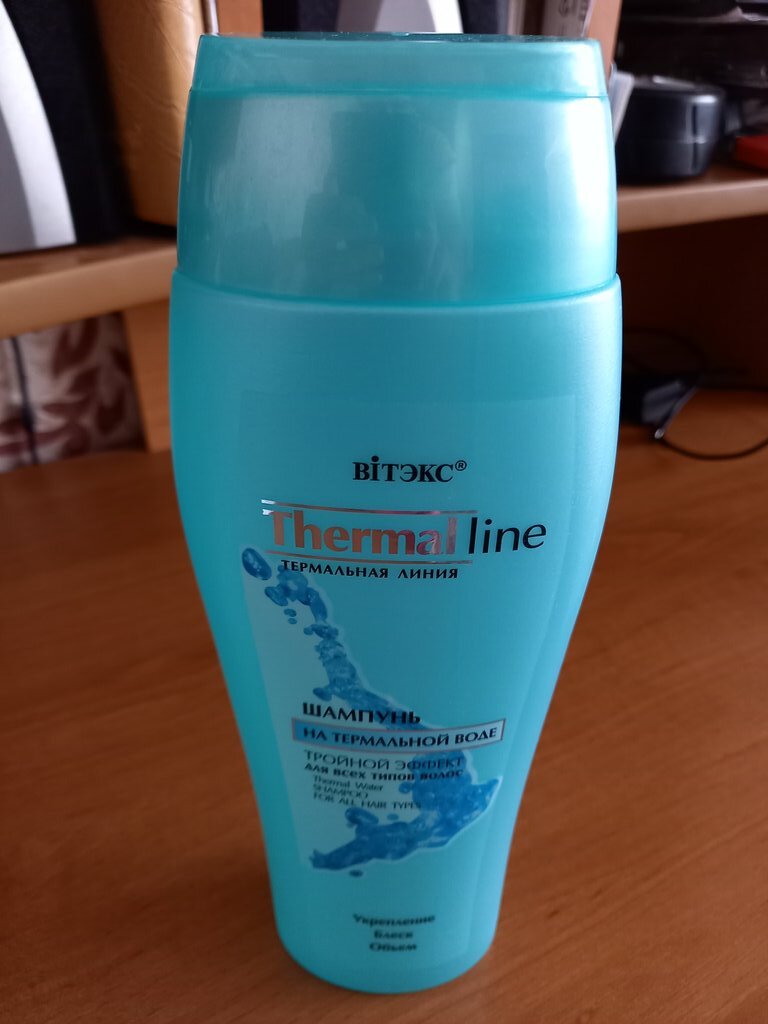 ВІТЭКС®
Thermal line
ТЕРМАЛЬНАЯ ЛИНИЯ
ШАМПУНЬ
НА ТЕРМАЛЬНОЙ ВОДЕ
ТРОЙНОЙ ЭФФЕКТ
ДЛЯ ВСЕХ ТИПОВ ВОЛОС
Thermal Water
SHAMPOO
FOR ALL HAIR TYPES
Укрепление
Блеск
Объем